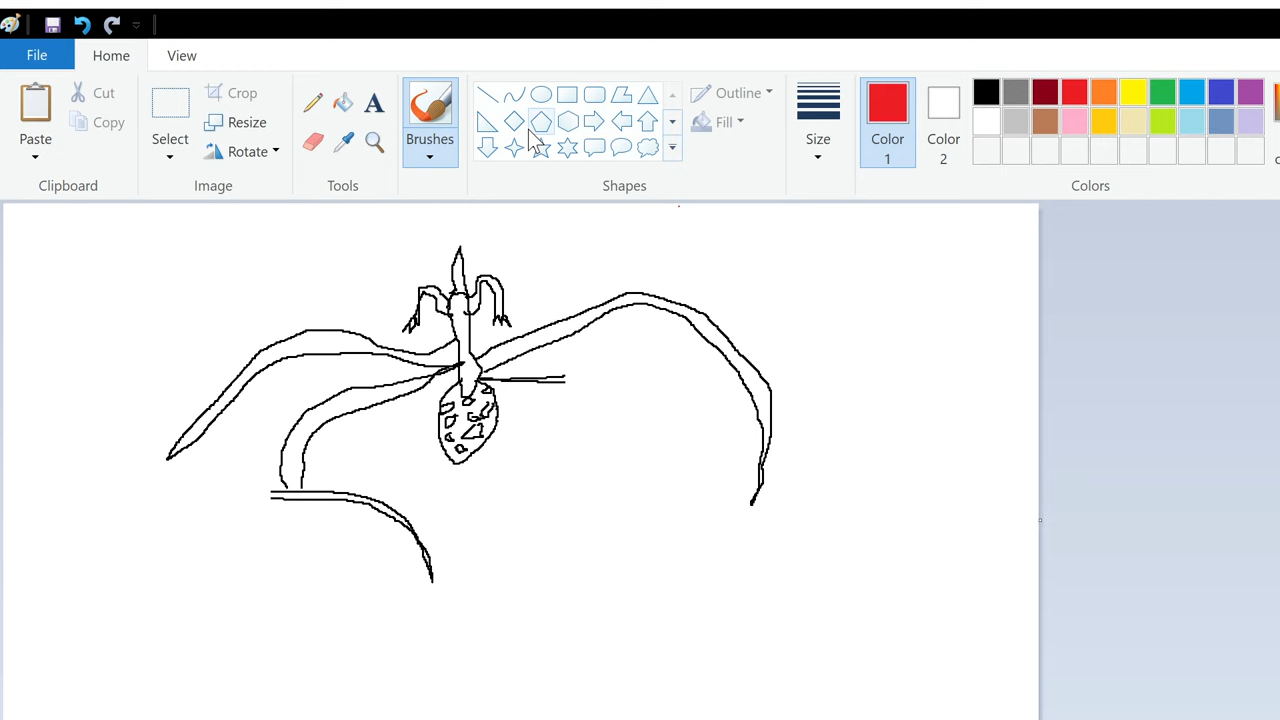 File Home View
Paste Select Crop Resize Rotate Brushes Outline Fill Size Color 1 Color 2
Cut
Copy
Clipboard Image Tools Shapes Colors